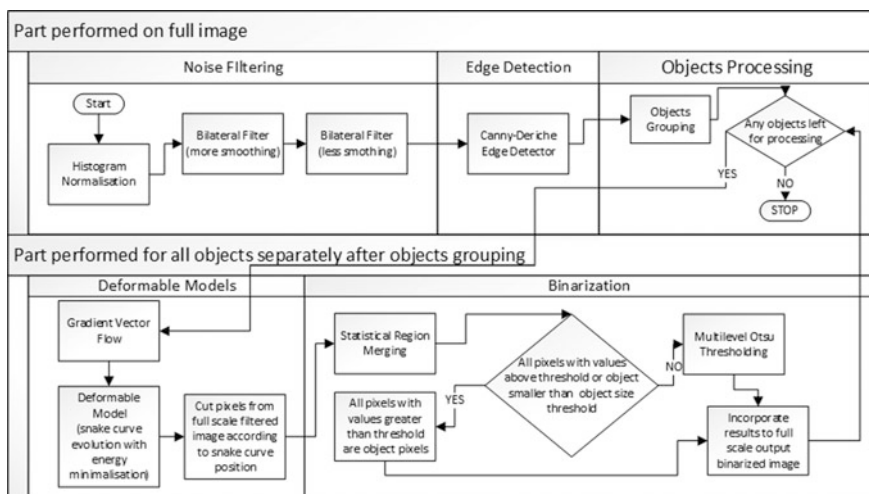 Part performed on full image
Noise FIltering
Edge Detection
Objects Processing
Start
Histogram
Normalisation
Bilateral Filter
(more smoothing)
Bilateral Filter
(less smothing)
Canny-Deriche
Edge Detector
Objects
Grouping
Any objects left
for processing
YES
NO
STOP
Part performed for all objects separately after objects grouping
Deformable Models
Binarization
Gradient Vector
Flow
Deformable
Model
(snake curve
evolution with
energy
minimalisation)
Cut pixels from
full scale filtered
image according
to snake curve
position
Statistical Region
Merging
All pixels with values
above threshold or object
smaller than object size
threshold
YES
NO
All pixels with
values greater
than threshold
are object pixels
Multilevel Otsu
Thresholding
Incorporate
results to full
scale output
binarized image